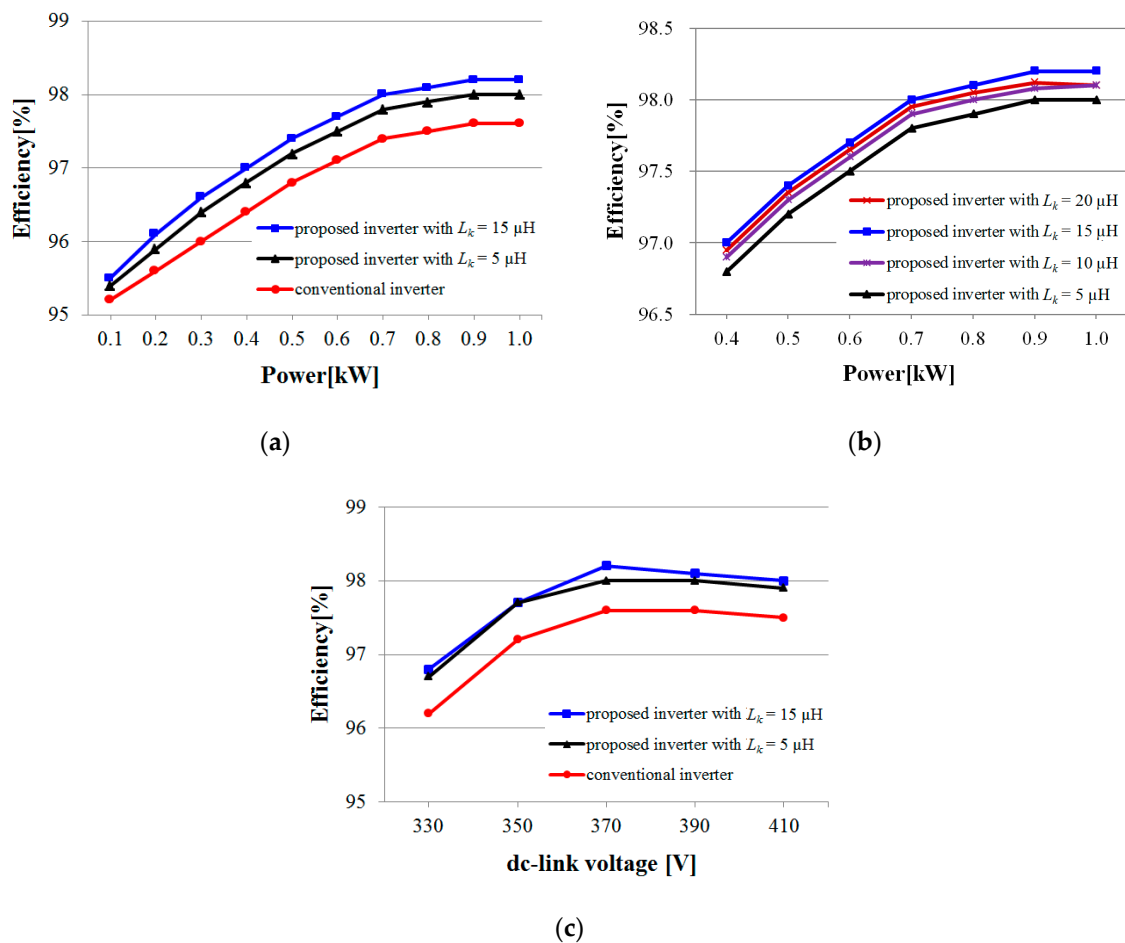 99
98
97
96
95
Efficiency[%]
proposed inverter with Lk = 15 µH
proposed inverter with Lk = 5 µH
conventional inverter
0.1 0.2 0.3 0.4 0.5 0.6 0.7 0.8 0.9 1.0
Power[kW]
(a)
98.5
98.0
97.5
97.0
96.5
Efficiency[%]
proposed inverter with Lk = 20 µH
proposed inverter with Lk = 15 µH
proposed inverter with Lk = 10 µH
proposed inverter with Lk = 5 µH
0.4 0.5 0.6 0.7 0.8 0.9 1.0
Power[kW]
(b)
99
98
97
96
95
Efficiency[%]
proposed inverter with Lk = 15 µH
proposed inverter with Lk = 5 µH
conventional inverter
330 350 370 390 410
dc-link voltage [V]
(c)